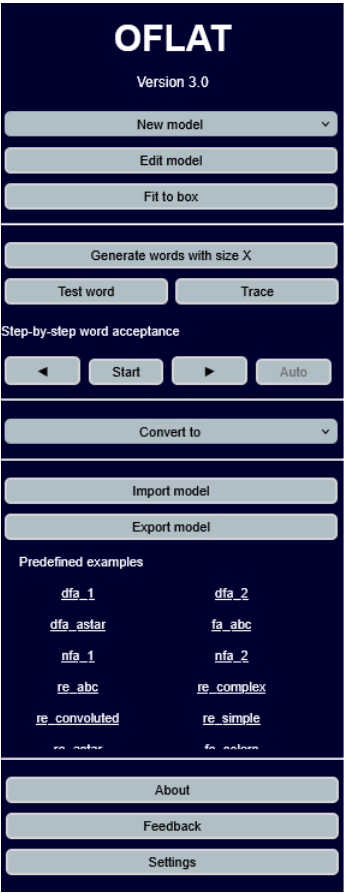 OFLAT
Version 3.0
New model
Edit model
Fit to box
Generate words with size X
Test word Trace
Step-by-step word acceptance
◄ Start ► Auto
Convert to
Import model
Export model
Predefined examples
dfa_1 dfa_2
dfa_astar fa_abc
nfa_1 nfa_2
re_abc re_complex
re_convoluted re_simple
About
Feedback
Settings